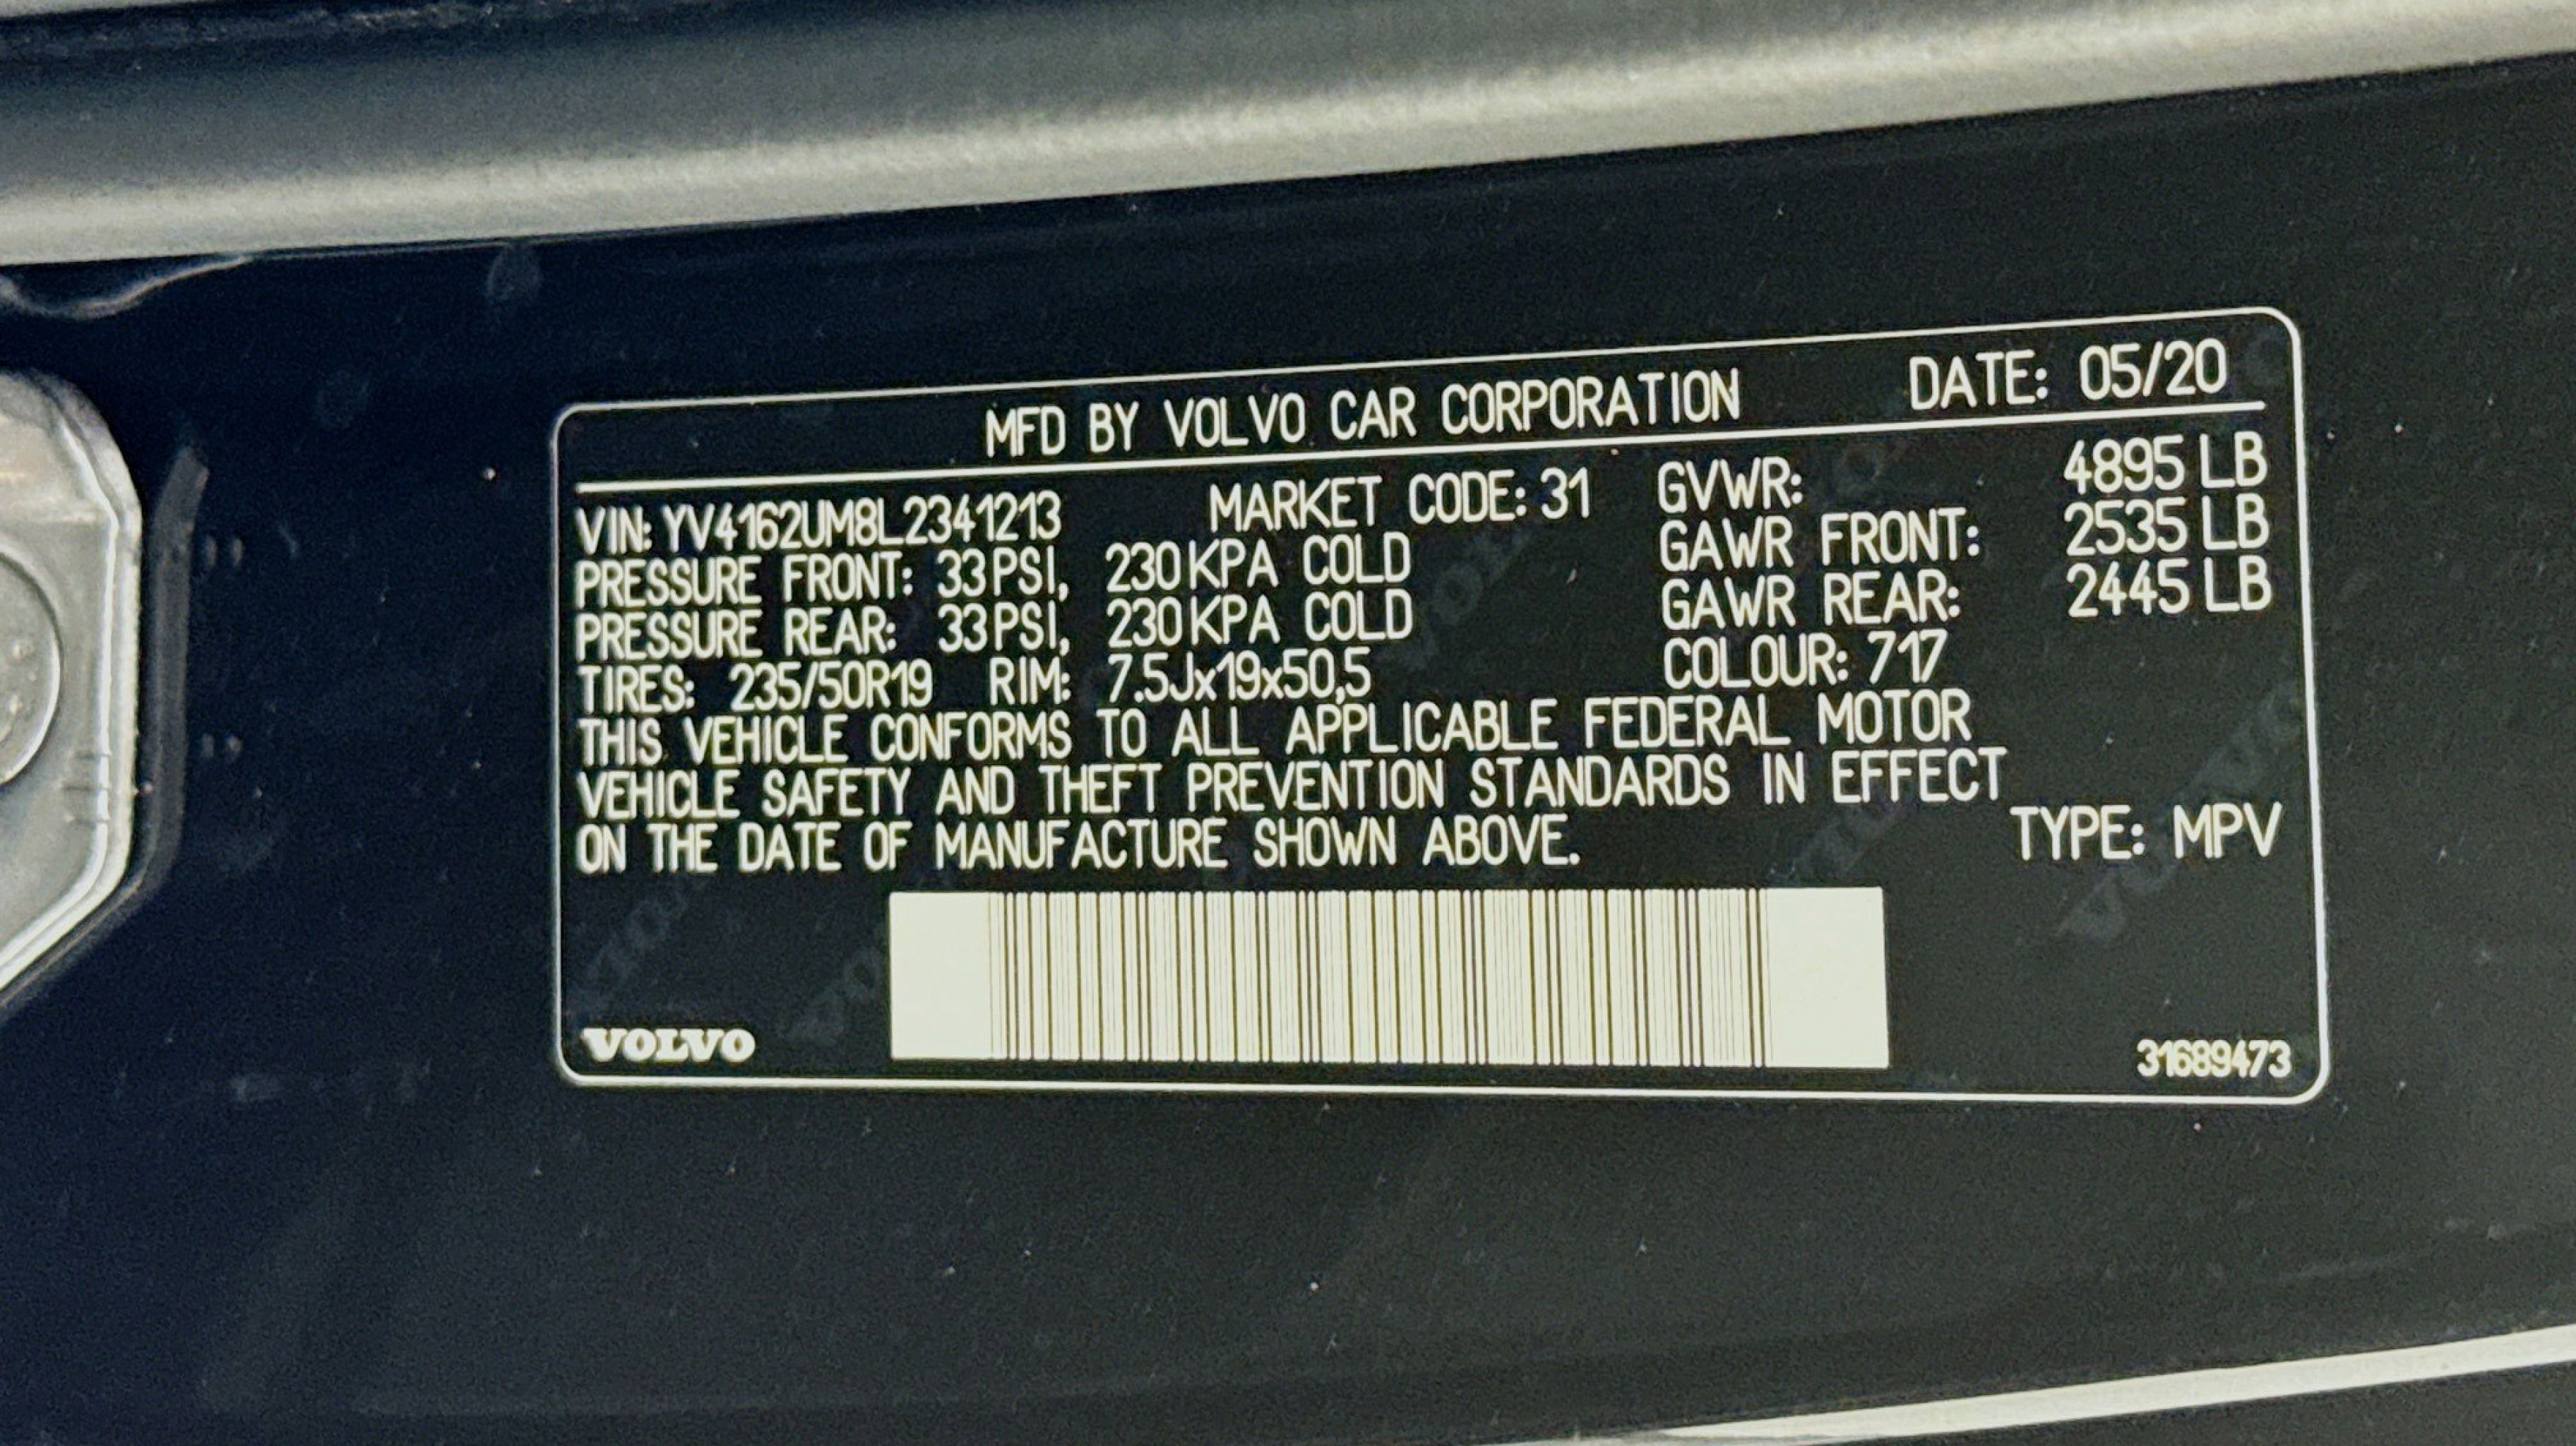 MFD BY VOLVO CAR CORPORATION DATE: 05/20
VIN: YV4162UM8L2341213 MARKET CODE: 31 GVWR: 4895 LB
PRESSURE FRONT: 33 PSI, 230 KPA COLD GAWR FRONT: 2535 LB
PRESSURE REAR: 33 PSI, 230 KPA COLD GAWR REAR: 2445 LB
TIRES: 235/50R19 RIM: 7.5Jx19x50,5 COLOUR: 717
THIS VEHICLE CONFORMS TO ALL APPLICABLE FEDERAL MOTOR
VEHICLE SAFETY AND THEFT PREVENTION STANDARDS IN EFFECT
ON THE DATE OF MANUFACTURE SHOWN ABOVE. TYPE: MPV
VOLVO 31689473